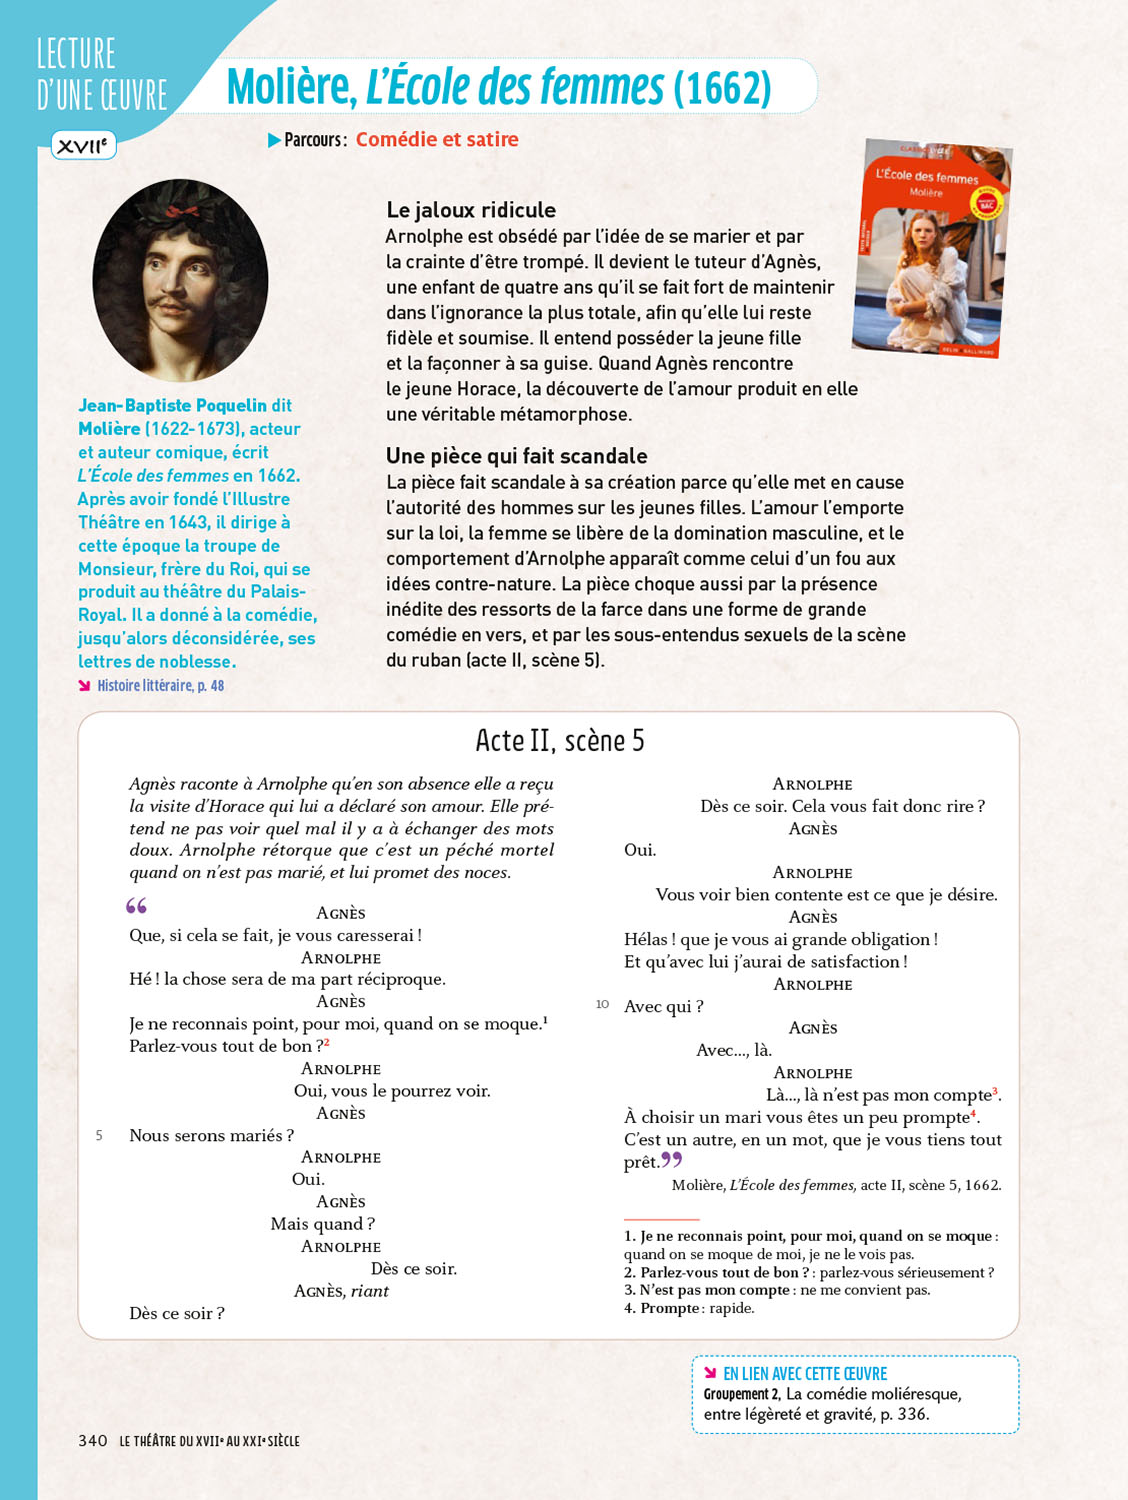 LECTURE
D'UNE ŒUVRE
XVIIe
Molière, L'École des femmes (1662)
Parcours : Comédie et satire
CLASSICO LYCÉE
L'École des femmes
Molière
BAC
BELIN ■ GALLIMARD
Jean-Baptiste Poquelin dit
Molière (1622-1673), acteur
et auteur comique, écrit
L'École des femmes en 1662.
Après avoir fondé l'Illustre
Théâtre en 1643, il dirige à
cette époque la troupe de
Monsieur, frère du Roi, qui se
produit au théâtre du Palais-
Royal. Il a donné à la comédie,
jusqu'alors déconsidérée, ses
lettres de noblesse.
Histoire littéraire, p. 48
Le jaloux ridicule
Arnolphe est obsédé par l'idée de se marier et par
la crainte d'être trompé. Il devient le tuteur d'Agnès,
une enfant de quatre ans qu'il se fait fort de maintenir
dans l'ignorance la plus totale, afin qu'elle lui reste
fidèle et soumise. Il entend posséder la jeune fille
et la façonner à sa guise. Quand Agnès rencontre
le jeune Horace, la découverte de l'amour produit en elle
une véritable métamorphose.
Une pièce qui fait scandale
La pièce fait scandale à sa création parce qu'elle met en cause
l'autorité des hommes sur les jeunes filles. L'amour l'emporte
sur la loi, la femme se libère de la domination masculine, et le
comportement d'Arnolphe apparaît comme celui d'un fou aux
idées contre-nature. La pièce choque aussi par la présence
inédite des ressorts de la farce dans une forme de grande
comédie en vers, et par les sous-entendus sexuels de la scène
du ruban (acte II, scène 5).
Acte II, scène 5
Agnès raconte à Arnolphe qu'en son absence elle a reçu
la visite d'Horace qui lui a déclaré son amour. Elle pré-
tend ne pas voir quel mal il y a à échanger des mots
doux. Arnolphe rétorque que c'est un péché mortel
quand on n'est pas marié, et lui promet des noces.
“
AGNÈS
Que, si cela se fait, je vous caresserai !
ARNOLPHE
Hé ! la chose sera de ma part réciproque.
AGNÈS
Je ne reconnais point, pour moi, quand on se moque.1
Parlez-vous tout de bon ?2
ARNOLPHE
Oui, vous le pourrez voir.
AGNÈS
5 Nous serons mariés ?
ARNOLPHE
Oui.
AGNÈS
Mais quand ?
ARNOLPHE
Dès ce soir.
AGNÈS, riant
Dès ce soir ?
ARNOLPHE
Dès ce soir. Cela vous fait donc rire ?
AGNÈS
Oui.
ARNOLPHE
Vous voir bien contente est ce que je désire.
AGNÈS
Hélas ! que je vous ai grande obligation !
Et qu'avec lui j'aurai de satisfaction !
ARNOLPHE
10 Avec qui ?
AGNÈS
Avec..., là.
ARNOLPHE
Là..., là n'est pas mon compte3.
À choisir un mari vous êtes un peu prompte4.
C'est un autre, en un mot, que je vous tiens tout
prêt.”
Molière, L'École des femmes, acte II, scène 5, 1662.
1. Je ne reconnais point, pour moi, quand on se moque :
quand on se moque de moi, je ne le vois pas.
2. Parlez-vous tout de bon ? : parlez-vous sérieusement ?
3. N'est pas mon compte : ne me convient pas.
4. Prompte : rapide.
EN LIEN AVEC CETTE ŒUVRE
Groupement 2, La comédie moliéresque,
entre légèreté et gravité, p. 336.
340 LE THÉÂTRE DU XVIIe AU XXIe SIÈCLE